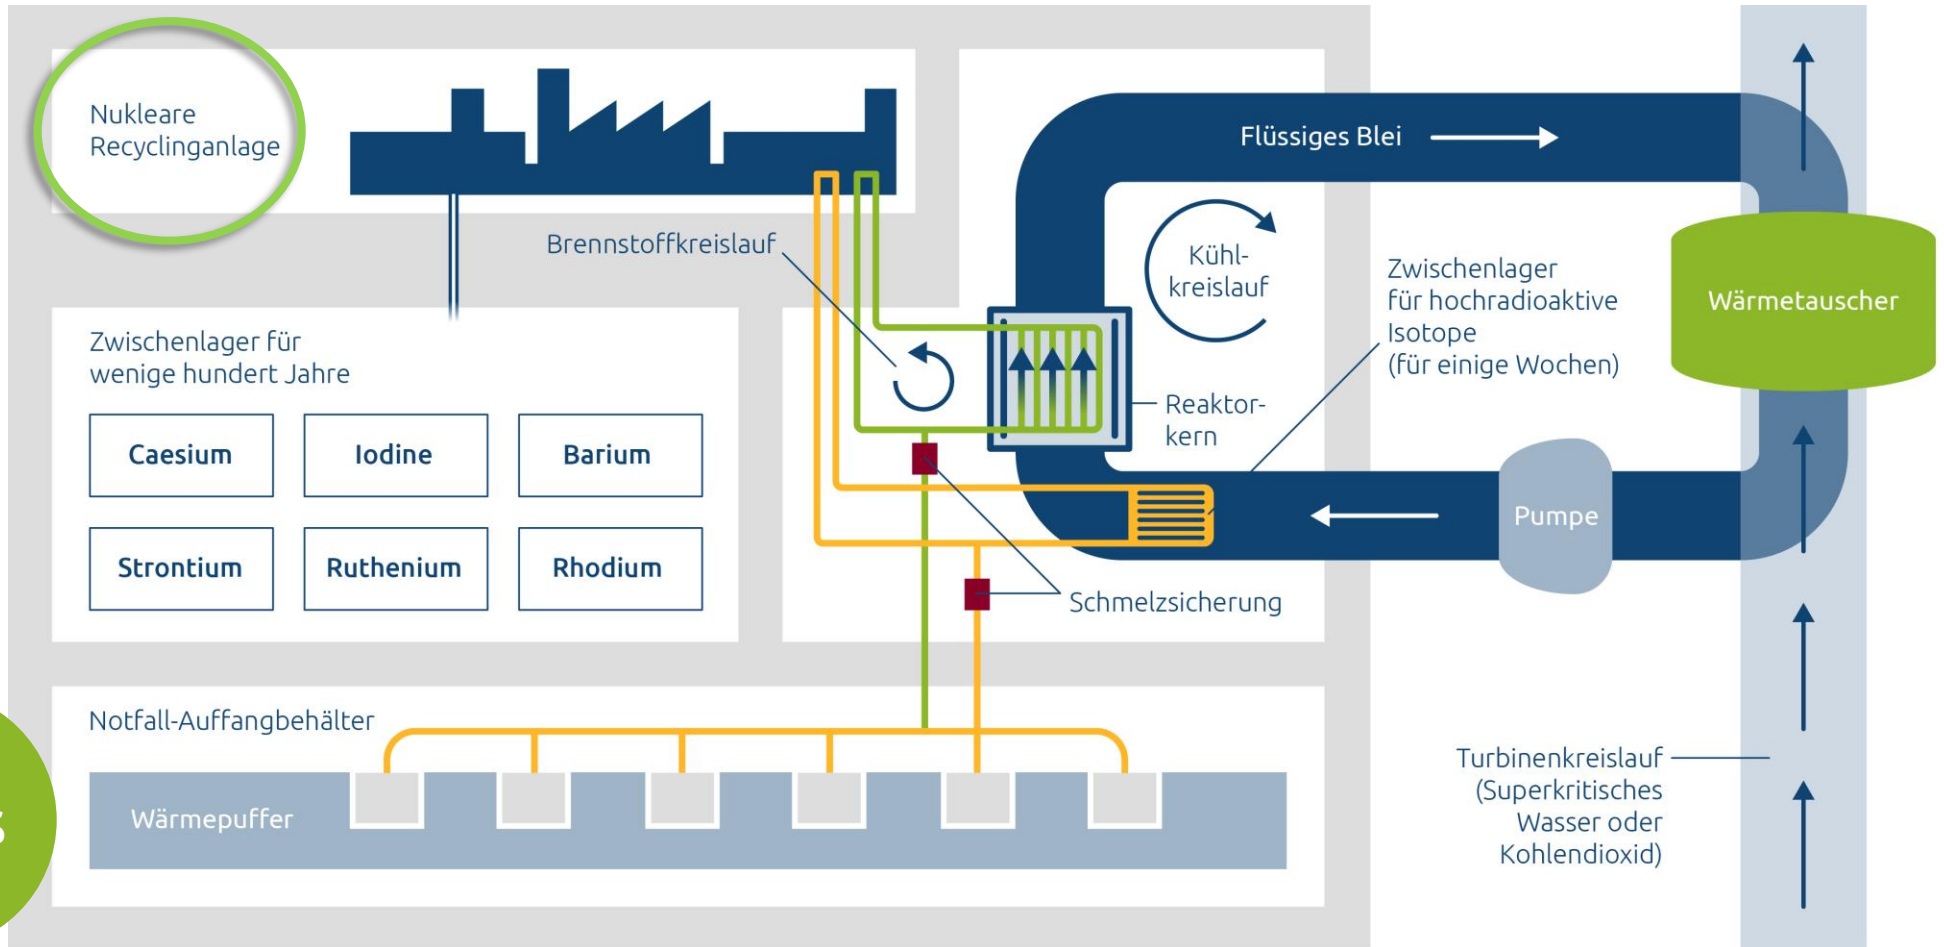 Nukleare
Recyclinganlage
Flüssiges Blei
Brennstoffkreislauf
Kühl-
kreislauf
Zwischenlager
für hochradioaktive
Isotope
(für einige Wochen)
Wärmetauscher
Zwischenlager für
wenige hundert Jahre
Reaktor-
kern
Caesium
Iodine
Barium
Pumpe
Strontium
Ruthenium
Rhodium
Schmelzsicherung
Notfall-Auffangbehälter
Wärmepuffer
Turbinenkreislauf
(Superkritisches
Wasser oder
Kohlendioxid)